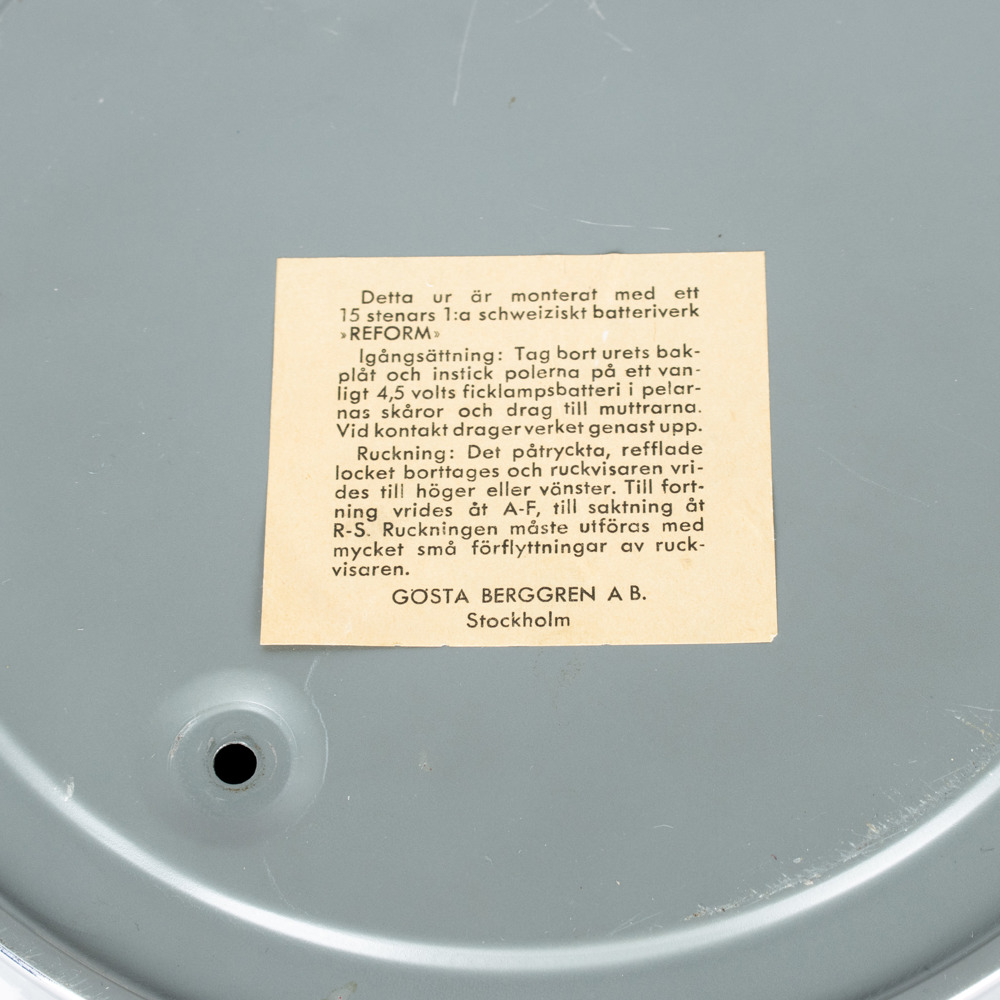 Detta ur är monterat med ett
15 stenars 1:a schweiziskt batteriverk
»REFORM»
Igångsättning: Tag bort urets bak-
plåt och instick polerna på ett van-
ligt 4,5 volts ficklampsbatteri i pelar-
nas skåror och drag till muttrarna.
Vid kontakt drager verket genast upp.
Ruckning: Det påtryckta, refflade
locket borttages och ruckvisaren vri-
des till höger eller vänster. Till fort-
ning vrides åt A-F, till saktning åt
R-S. Ruckningen måste utföras med
mycket små förflyttningar av ruck-
visaren.
GÖSTA BERGGREN A B.
Stockholm